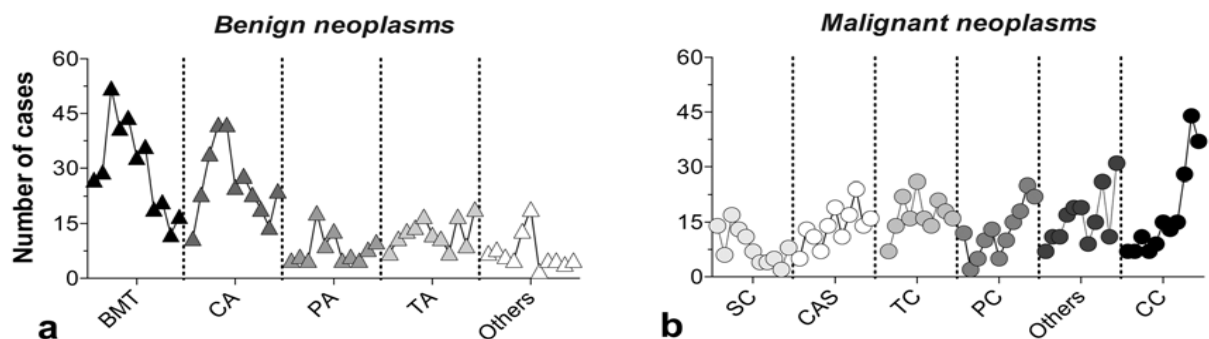 Benign neoplasms
Number of cases
60
45
30
15
0
BMT
CA
PA
TA
Others
a
Malignant neoplasms
60
45
30
15
0
SC
CAS
TC
PC
Others
CC
b